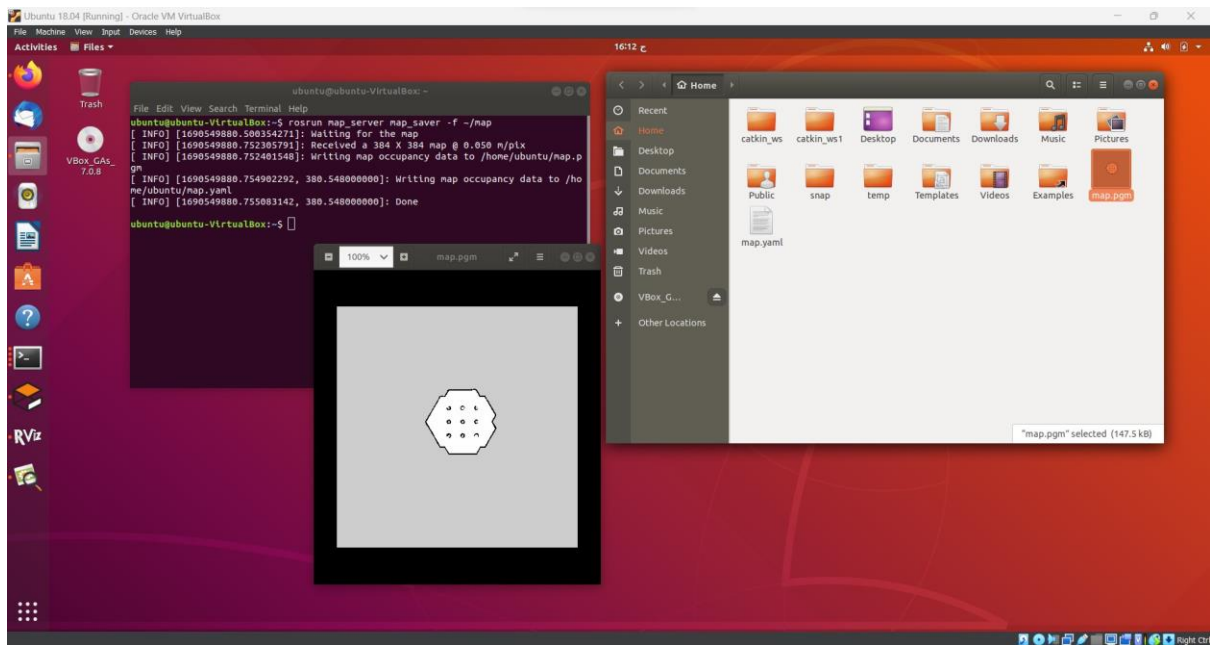 Ubuntu 18.04 [Running] - Oracle VM VirtualBox
File Machine View Input Devices Help
Activities Files 16:12 ج
Trash
VBox_GAs_
7.0.8
ubuntu@ubuntu-VirtualBox: ~
File Edit View Search Terminal Help
ubuntu@ubuntu-VirtualBox:~$ rosrun map_server map_saver -f ~/map
[ INFO] [1690549880.500354271]: Waiting for the map
[ INFO] [1690549880.752305791]: Received a 384 X 384 map @ 0.050 m/pix
[ INFO] [1690549880.752401548]: Writing map occupancy data to /home/ubuntu/map.p
gm
[ INFO] [1690549880.754902292, 380.548000000]: Writing map occupancy data to /ho
me/ubuntu/map.yaml
[ INFO] [1690549880.755083142, 380.548000000]: Done
ubuntu@ubuntu-VirtualBox:~$
100% map.pgm
RViz
Home
Recent
Home
Desktop
Documents
Downloads
Music
Pictures
Videos
Trash
VBox_G...
Other Locations
catkin_ws catkin_ws1 Desktop Documents Downloads Music Pictures
Public snap temp Templates Videos Examples map.pgm
map.yaml
"map.pgm" selected (147.5 kB)
Right Ctrl